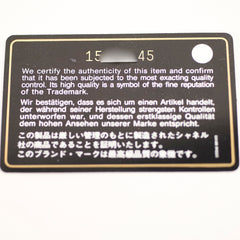 15 45
We certify the authenticity of this item and confirm
that it has been subjected to the most exacting quality
control. Its high quality is a symbol of the fine reputation
of the Trademark.
Wir bestätigen, dass es sich um einen Artikel handelt,
der während seiner Herstellung strengsten Kontrollen
unterworfen war, und dessen erstklassige Qualität
dem hohen Ansehen unserer Marke entspricht.
この製品は厳しい管理のもとに製造されたシャネル
社の商品であることを証明いたします。
このブランド・マークは最高級品質の象徴です。